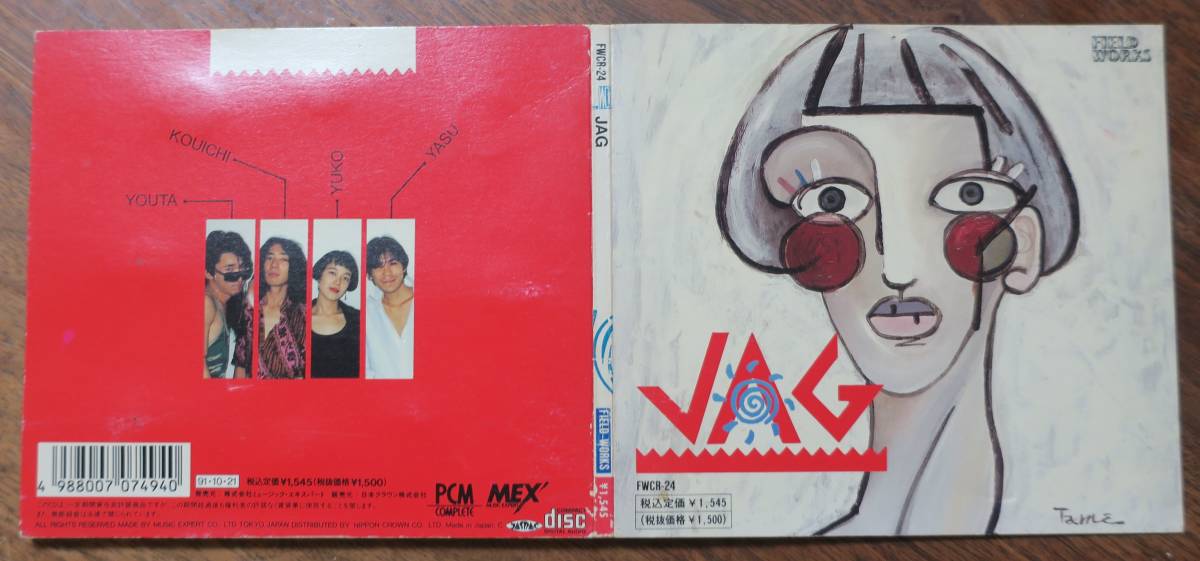 KOUICHI
YOUTA
YUKO
YASU
4 988007 074940
91・10・21
税込定価¥1,545(税抜価格¥1,500)
発売元・株式会社ミュージック・エキスパート 販売元・日本クラウン株式会社
ALL RIGHTS RESERVED MADE BY MUSIC EXPERT CO. LTD TOKYO JAPAN DISTRIBUTED BY NIPPON CROWN CO. LTD. Made in Japan
PCM
COMPLETE
MEX'
COMPACT
disc
DIGITAL AUDIO
FWCR-24
JAG
FIELD-WORKS
¥1,545
FIELD
WORKS
JAG
FWCR-24
税込定価 ¥ 1,545
(税抜価格 ¥ 1,500)